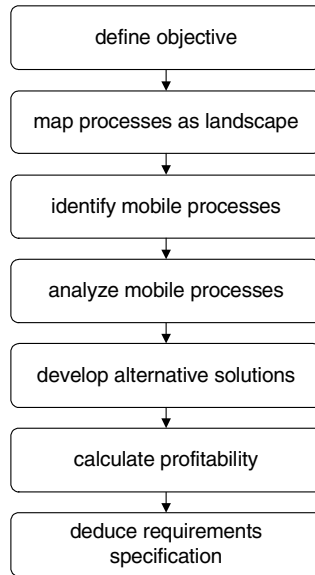 define objective
map processes as landscape
identify mobile processes
analyze mobile processes
develop alternative solutions
calculate profitability
deduce requirements
specification